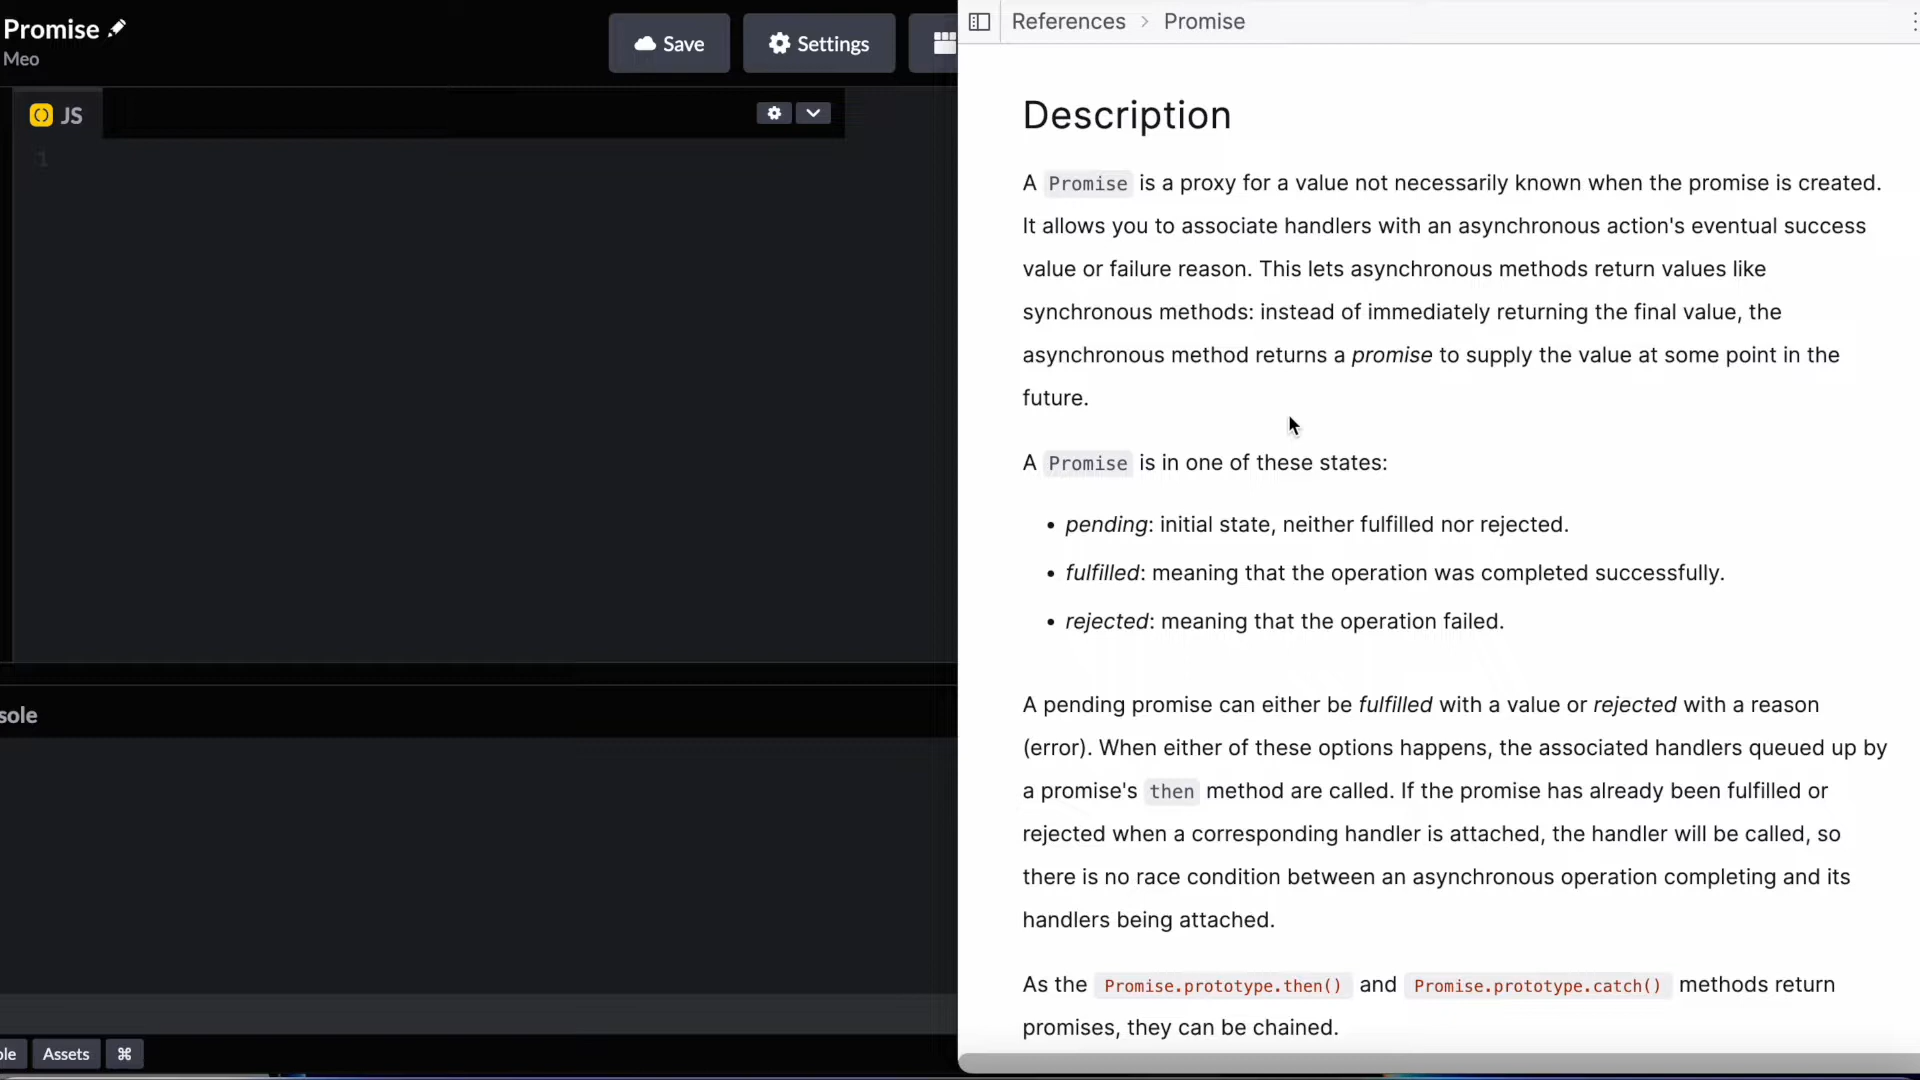 Promise
Meo
Save
Settings
JS
1
sole
ole
Assets
⌘
References > Promise
Description
A Promise is a proxy for a value not necessarily known when the promise is created.
It allows you to associate handlers with an asynchronous action's eventual success
value or failure reason. This lets asynchronous methods return values like
synchronous methods: instead of immediately returning the final value, the
asynchronous method returns a promise to supply the value at some point in the
future.
A Promise is in one of these states:
• pending: initial state, neither fulfilled nor rejected.
• fulfilled: meaning that the operation was completed successfully.
• rejected: meaning that the operation failed.
A pending promise can either be fulfilled with a value or rejected with a reason
(error). When either of these options happens, the associated handlers queued up by
a promise's then method are called. If the promise has already been fulfilled or
rejected when a corresponding handler is attached, the handler will be called, so
there is no race condition between an asynchronous operation completing and its
handlers being attached.
As the Promise.prototype.then() and Promise.prototype.catch() methods return
promises, they can be chained.